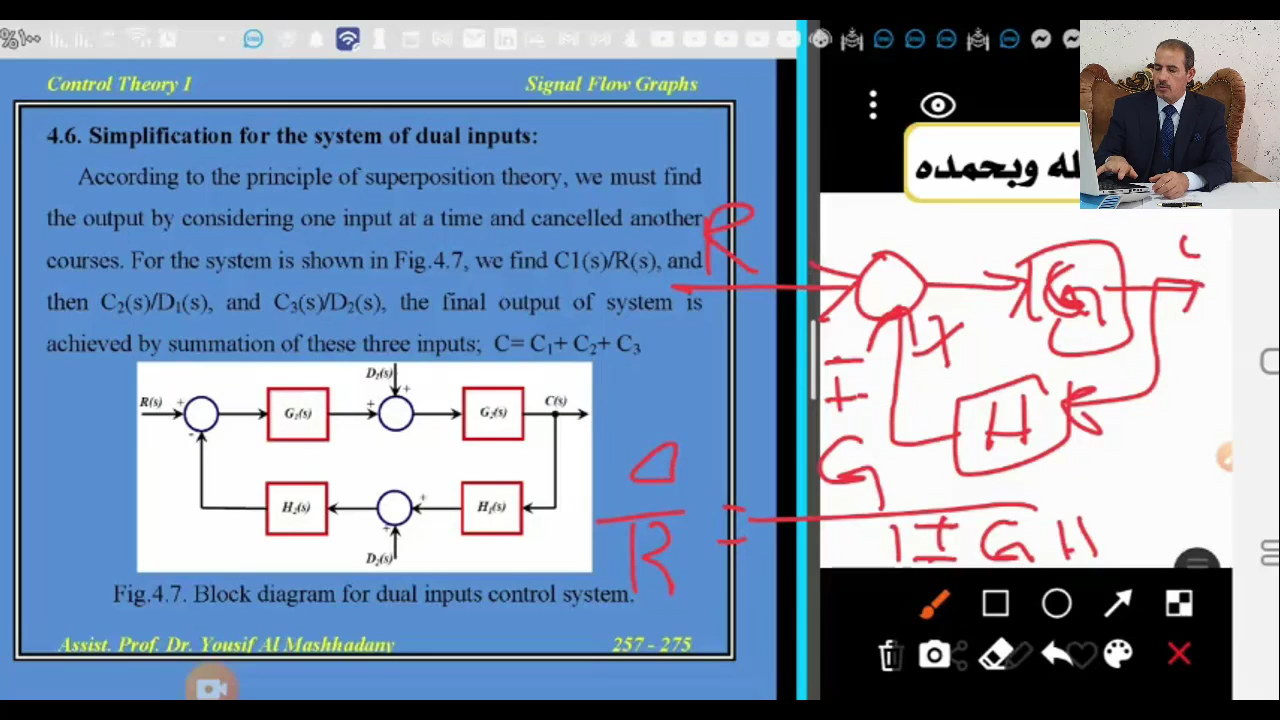 %١٠٠
Control Theory 1
Signal Flow Graphs
4.6. Simplification for the system of dual inputs:
According to the principle of superposition theory, we must find
the output by considering one input at a time and cancelled another
courses. For the system is shown in Fig.4.7, we find C1(s)/R(s), and
then C₂(s)/D₁(s), and C₃(s)/D₂(s), the final output of system is
achieved by summation of these three inputs; C= C₁+ C₂+ C₃
D₁(s)
+
R(s)
+
G₁(s)
+
G₂(s)
C(s)
-
H₂(s)
+
H₁(s)
+
D₂(s)
Fig.4.7. Block diagram for dual inputs control system.
Assist. Prof. Dr. Yousif Al Mashhadany
257 - 275
له وبحمده
R
G
C
H
C
R
=
G
1 ± G H